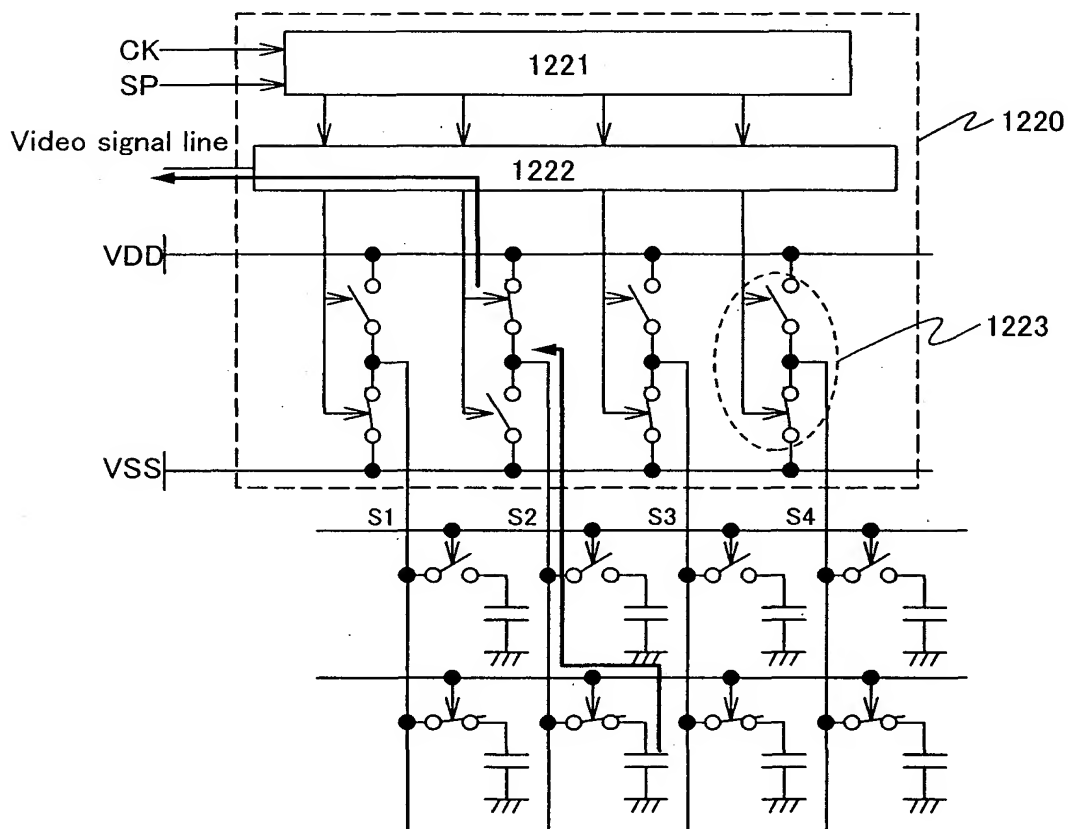 CK
SP
1221
1220
Video signal line
1222
VDD
1223
VSS
S1 S2 S3 S4